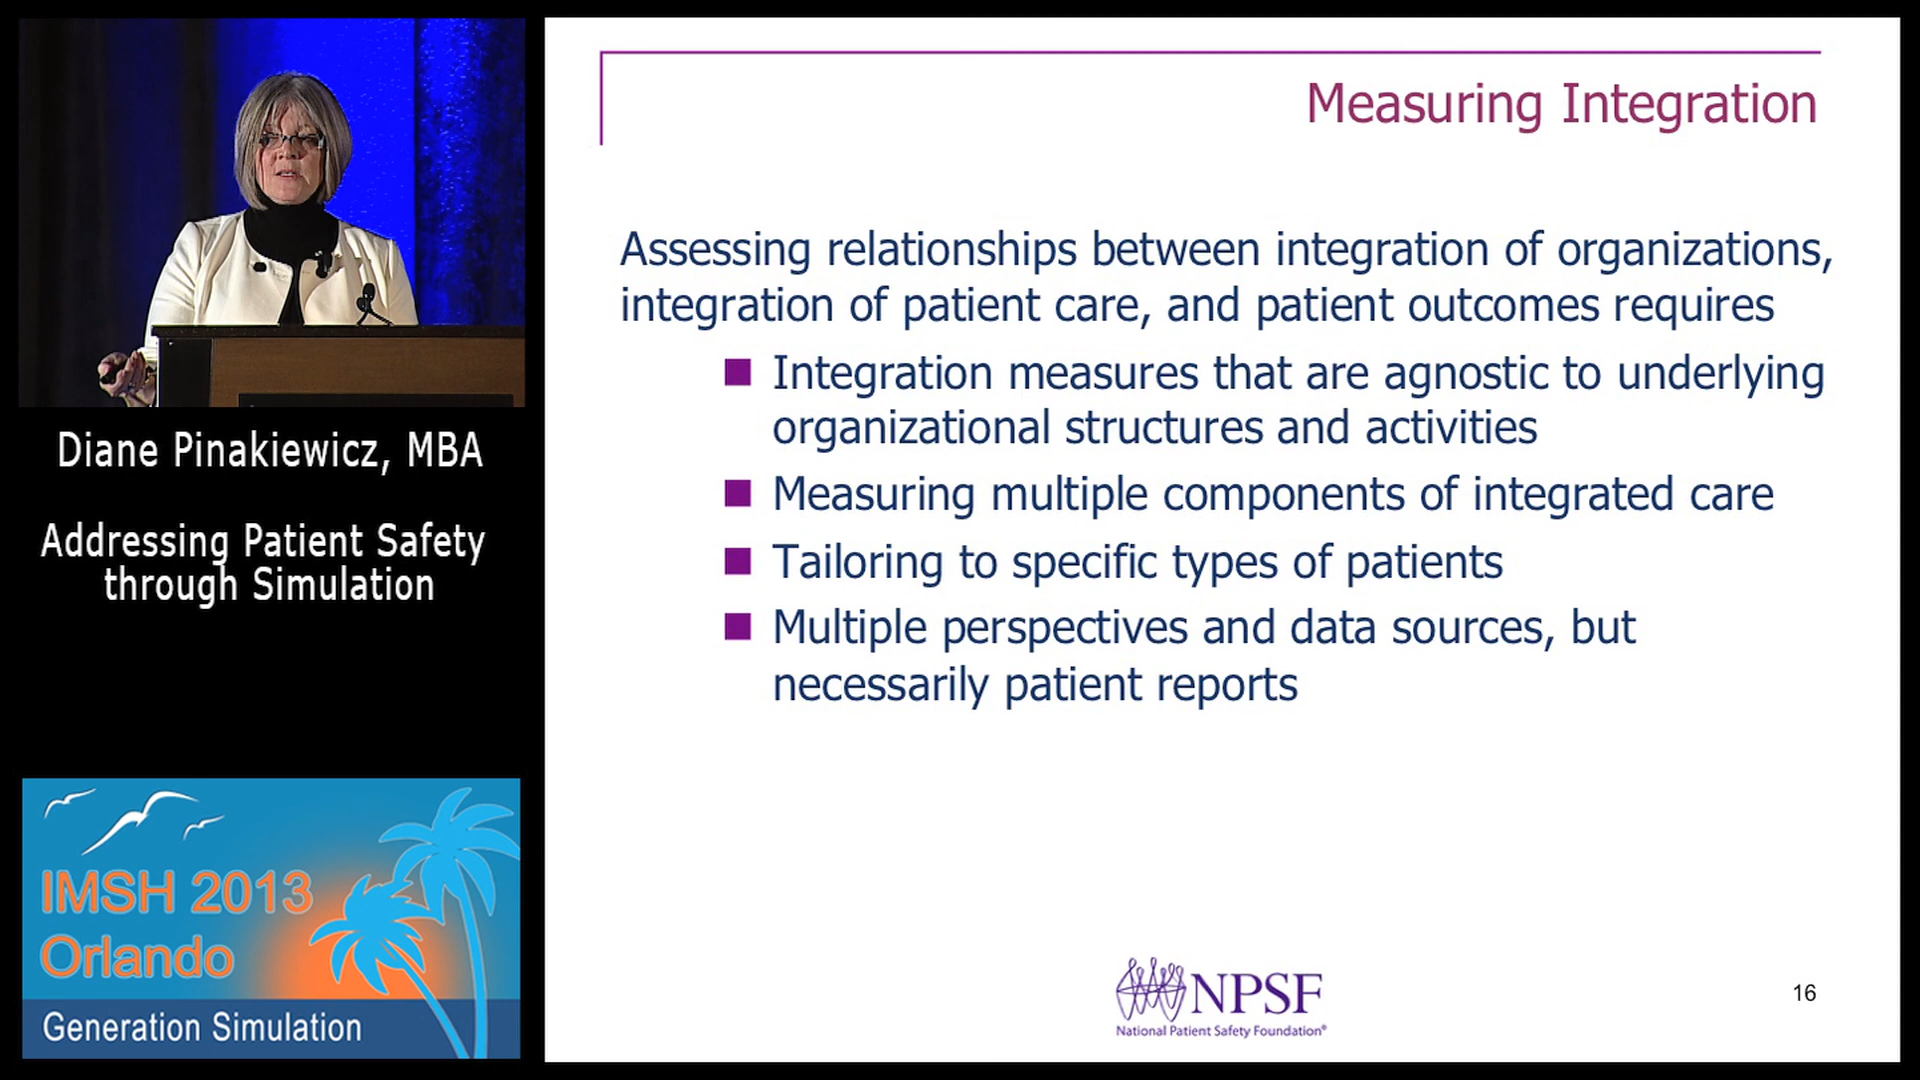 Diane Pinakiewicz, MBA
Addressing Patient Safety
through Simulation
IMSH 2013
Orlando
Generation Simulation
Measuring Integration
Assessing relationships between integration of organizations,
integration of patient care, and patient outcomes requires
Integration measures that are agnostic to underlying
organizational structures and activities
Measuring multiple components of integrated care
Tailoring to specific types of patients
Multiple perspectives and data sources, but
necessarily patient reports
NPSF
National Patient Safety Foundation®
16